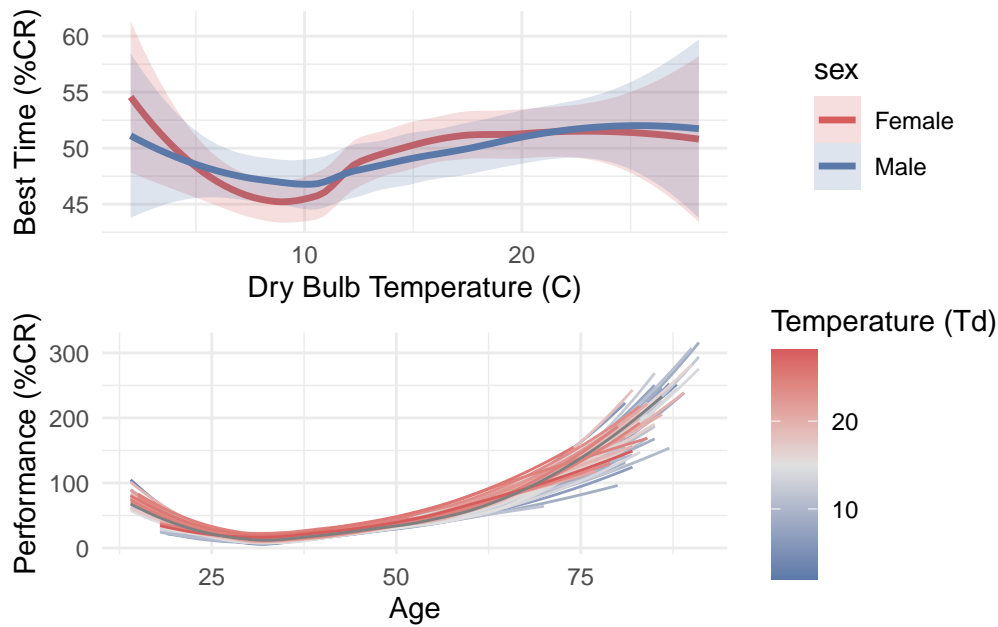 Best Time (%CR)
60
55
50
45
10
20
Dry Bulb Temperature (C)
sex
Female
Male
Performance (%CR)
300
200
100
0
25
50
75
Age
Temperature (Td)
20
10